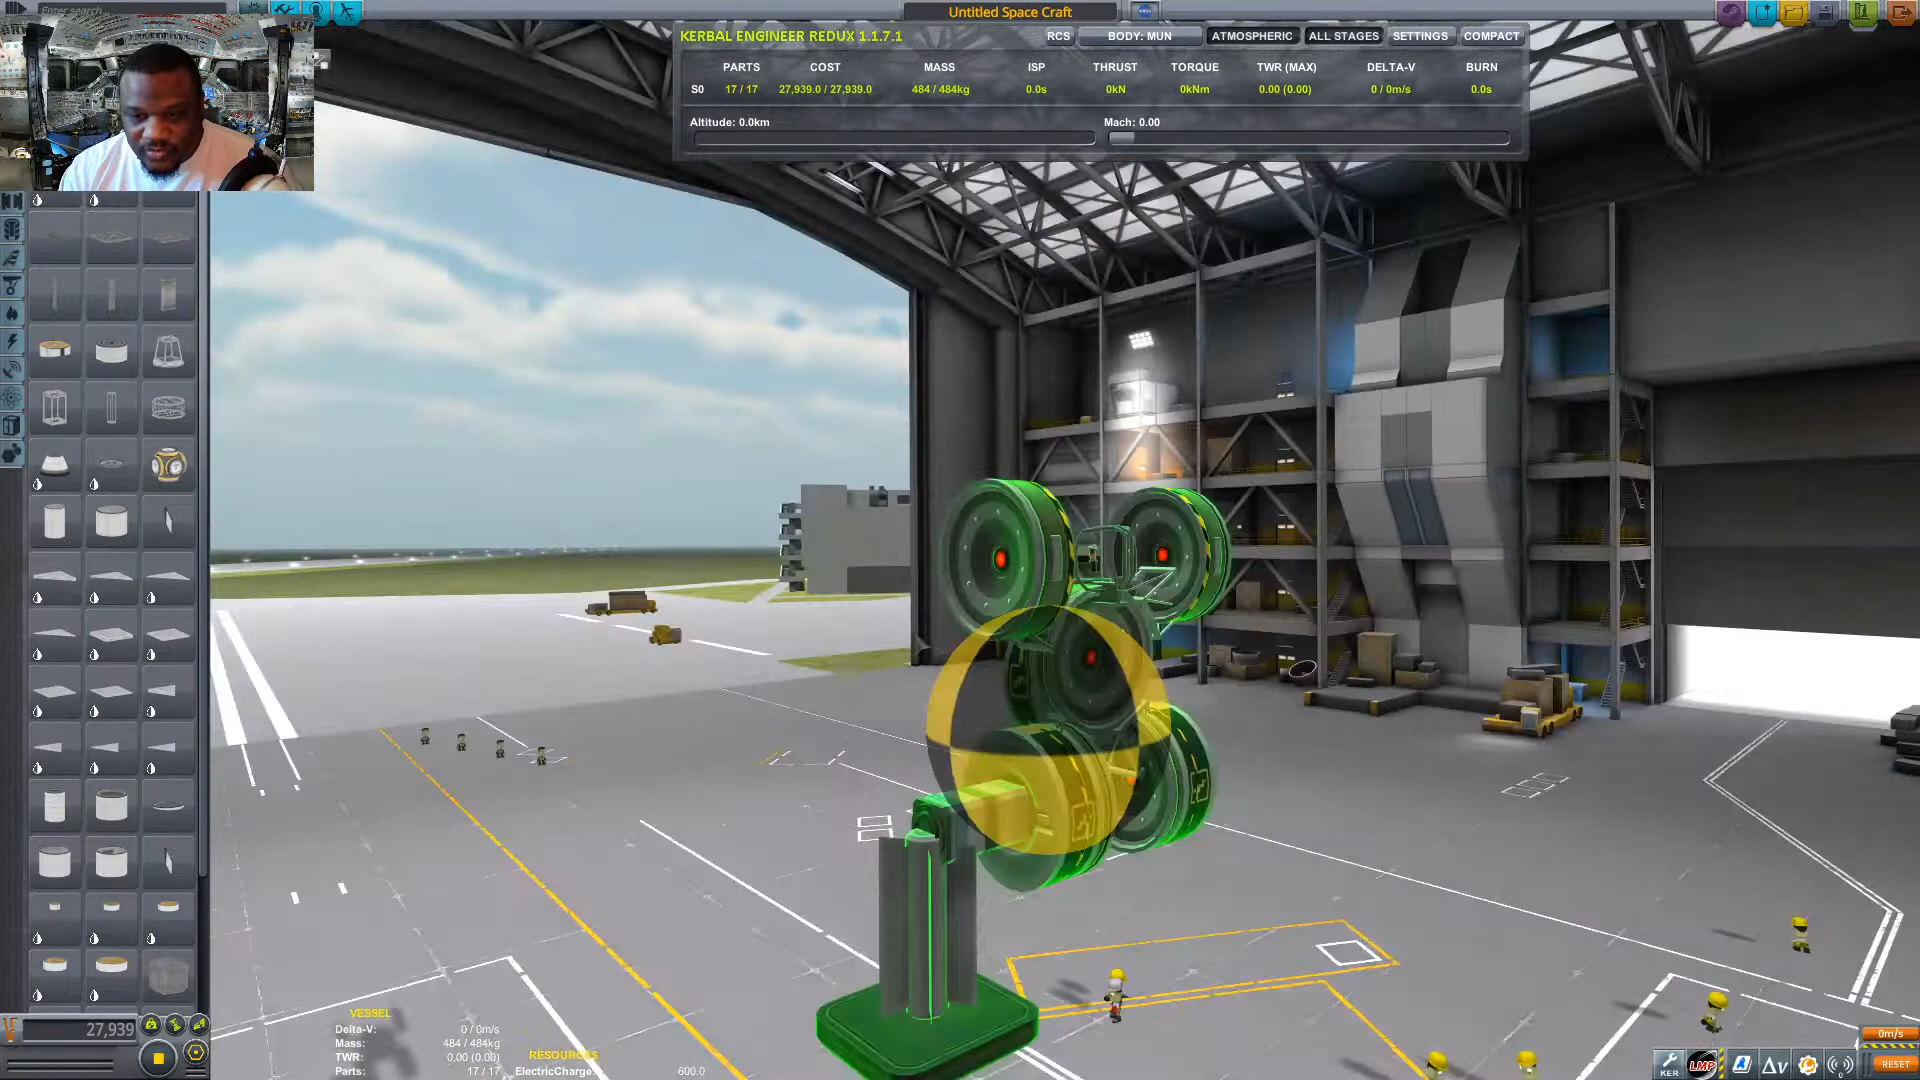 Enter search...
Untitled Space Craft
KERBAL ENGINEER REDUX 1.1.7.1
RCS
BODY: MUN
ATMOSPHERIC
ALL STAGES
SETTINGS
COMPACT
PARTS COST MASS ISP THRUST TORQUE TWR (MAX) DELTA-V BURN
S0 17 / 17 27,939.0 / 27,939.0 484 / 484kg 0.0s 0kN 0kNm 0.00 (0.00) 0 / 0m/s 0.0s
Altitude: 0.0km
Mach: 0.00
27,939
VESSEL
Delta-V: 0 / 0m/s
Mass: 484 / 484kg
TWR: 0.00 (0.00)
Parts: 17 / 17
RESOURCES
ElectricCharge: 600.0
0m/s
KER
LMP
Δv
RESET